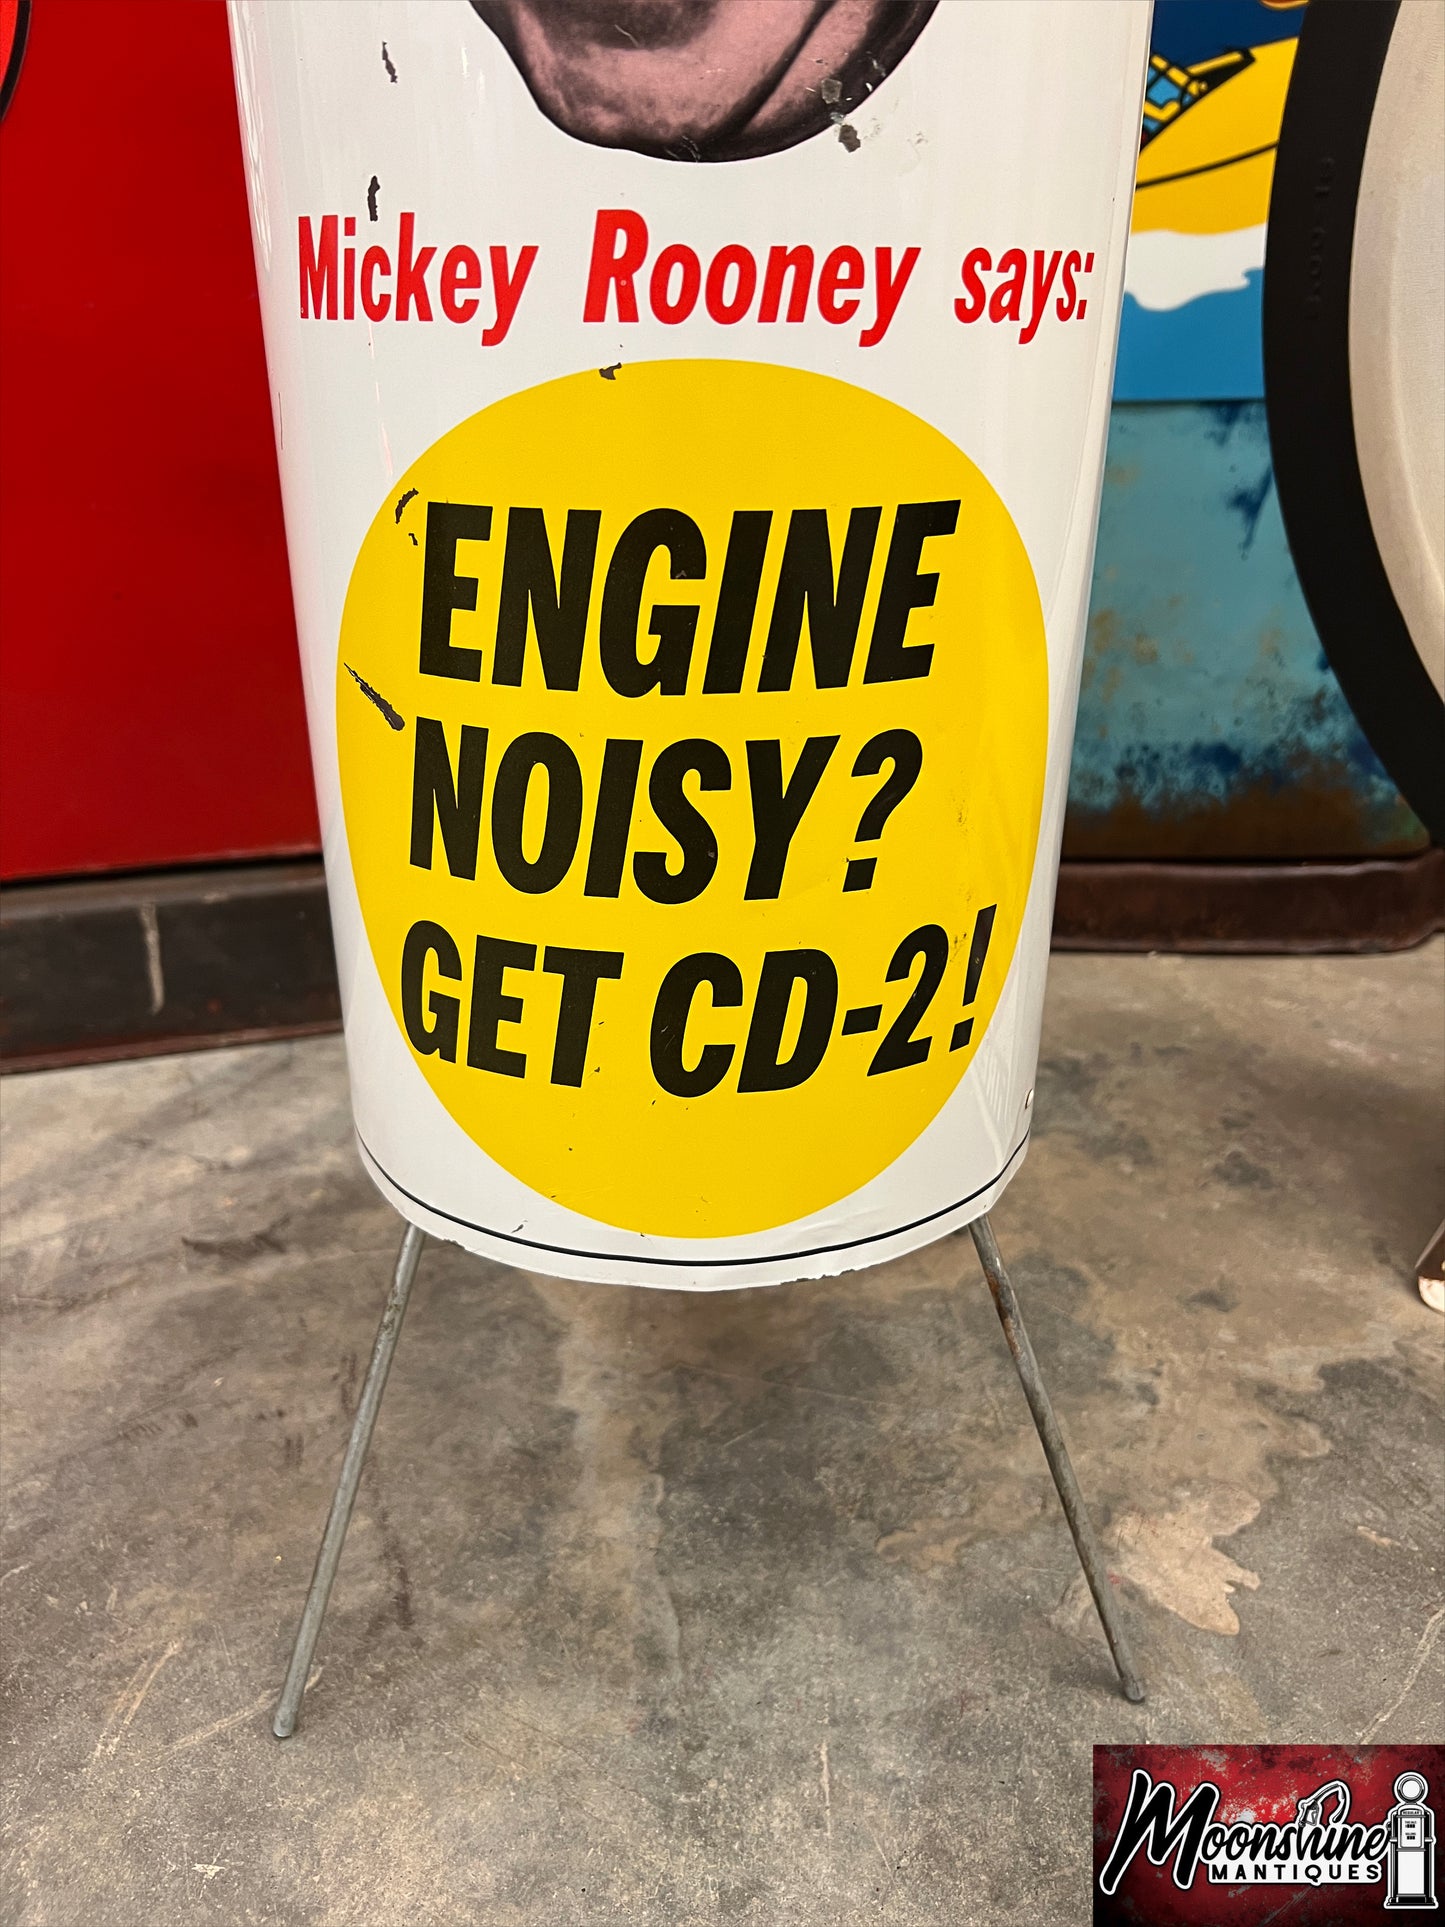 Mickey Rooney says:
ENGINE
NOISY?
GET CD-2!
Moonshine
MANTIQUES